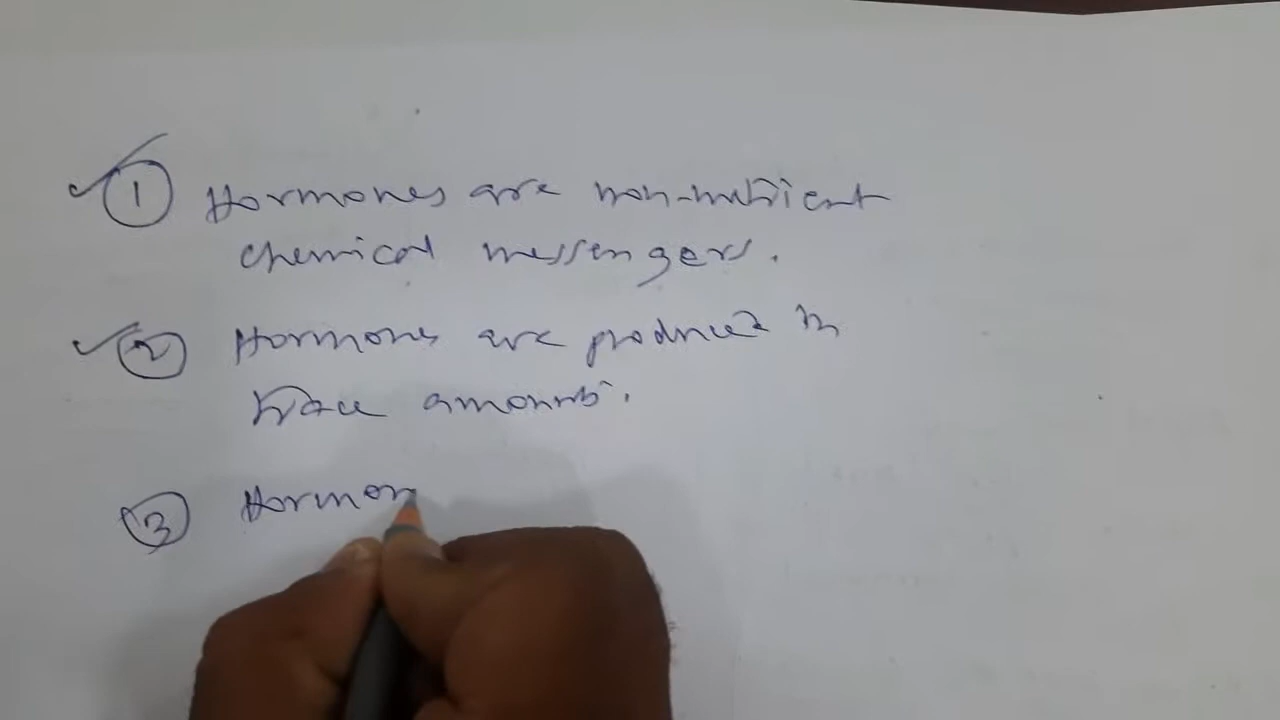 1 Hormones are non-nutrient
chemical messengers.
2 Hormones are produced in
trace amounts.
3 Hormon